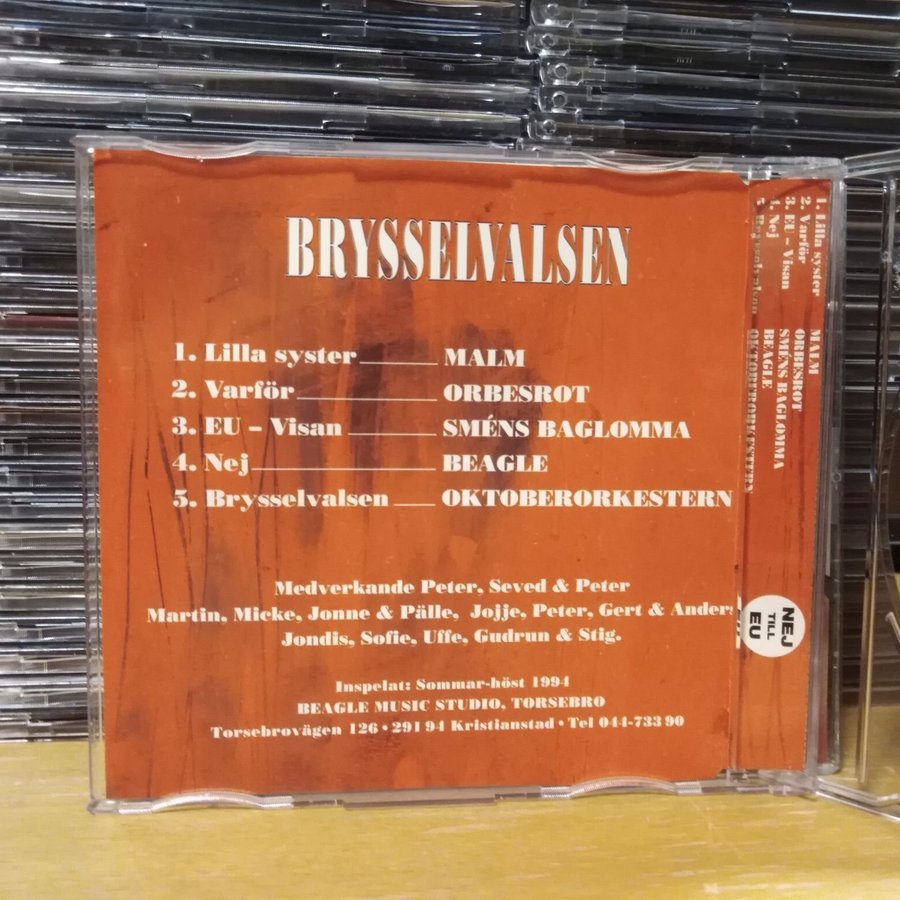 BRYSSELVALSEN
1. Lilla syster MALM
2. Varför ORBESROT
3. EU – Visan SMÉNS BAGLOMMA
4. Nej BEAGLE
5. Brysselvalsen OKTOBERORKESTERN
Medverkande Peter, Seved & Peter
Martin, Micke, Jonne & Pälle, Jojje, Peter, Gert & Anders
Jondis, Sofie, Uffe, Gudrun & Stig.
Inspelat: Sommar-höst 1994
BEAGLE MUSIC STUDIO, TORSEBRO
Torsebrovägen 126 • 291 94 Kristianstad • Tel 044-733 90
1. Lilla syster MALM
2. Varför ORBESROT
3. EU – Visan SMÉNS BAGLOMMA
4. Nej BEAGLE
5. Brysselvalsen OKTOBERORKESTERN
NEJ
TILL
EU